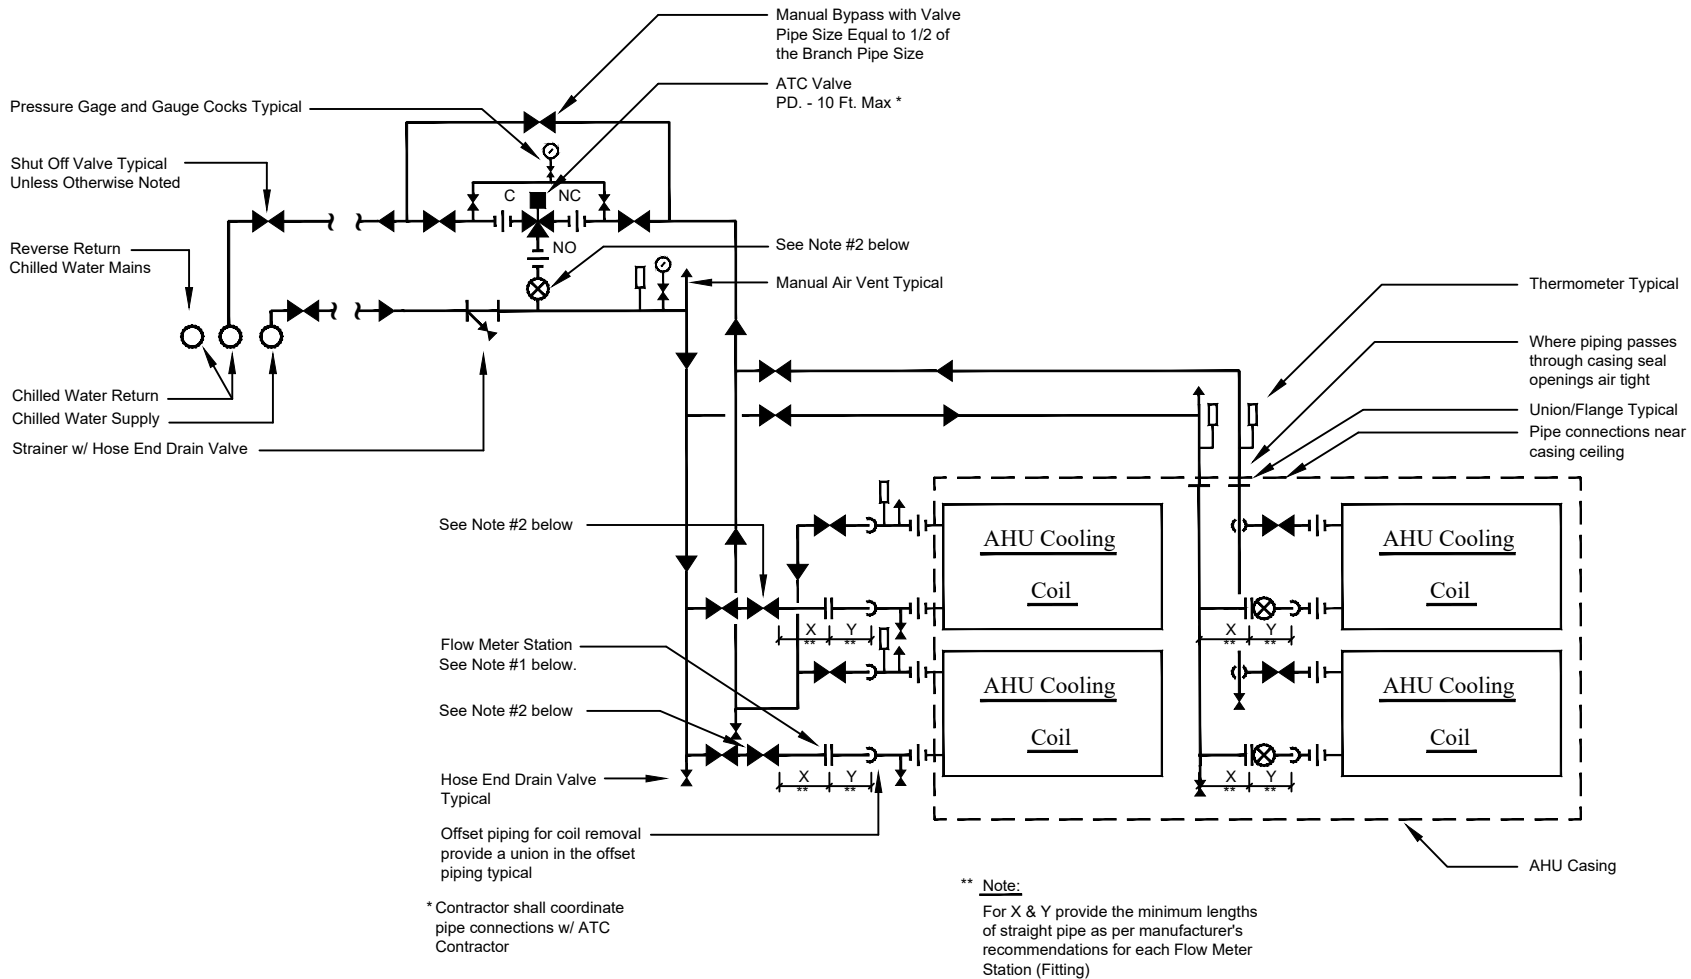 Manual Bypass with Valve
Pipe Size Equal to 1/2 of
the Branch Pipe Size
ATC Valve
PD. - 10 Ft. Max *
Pressure Gage and Gauge Cocks Typical
Shut Off Valve Typical
Unless Otherwise Noted
C
NC
NO
Reverse Return
Chilled Water Mains
See Note #2 below
Manual Air Vent Typical
Thermometer Typical
Where piping passes
through casing seal
openings air tight
Chilled Water Return
Chilled Water Supply
Strainer w/ Hose End Drain Valve
Union/Flange Typical
Pipe connections near
casing ceiling
See Note #2 below
AHU Cooling
Coil
AHU Cooling
Coil
X
**
Y
**
X
**
Y
**
Flow Meter Station
See Note #1 below.
See Note #2 below
AHU Cooling
Coil
AHU Cooling
Coil
X
**
Y
**
X
**
Y
**
Hose End Drain Valve
Typical
Offset piping for coil removal
provide a union in the offset
piping typical
AHU Casing
* Contractor shall coordinate
pipe connections w/ ATC
Contractor
** Note:
For X & Y provide the minimum lengths
of straight pipe as per manufacturer's
recommendations for each Flow Meter
Station (Fitting)